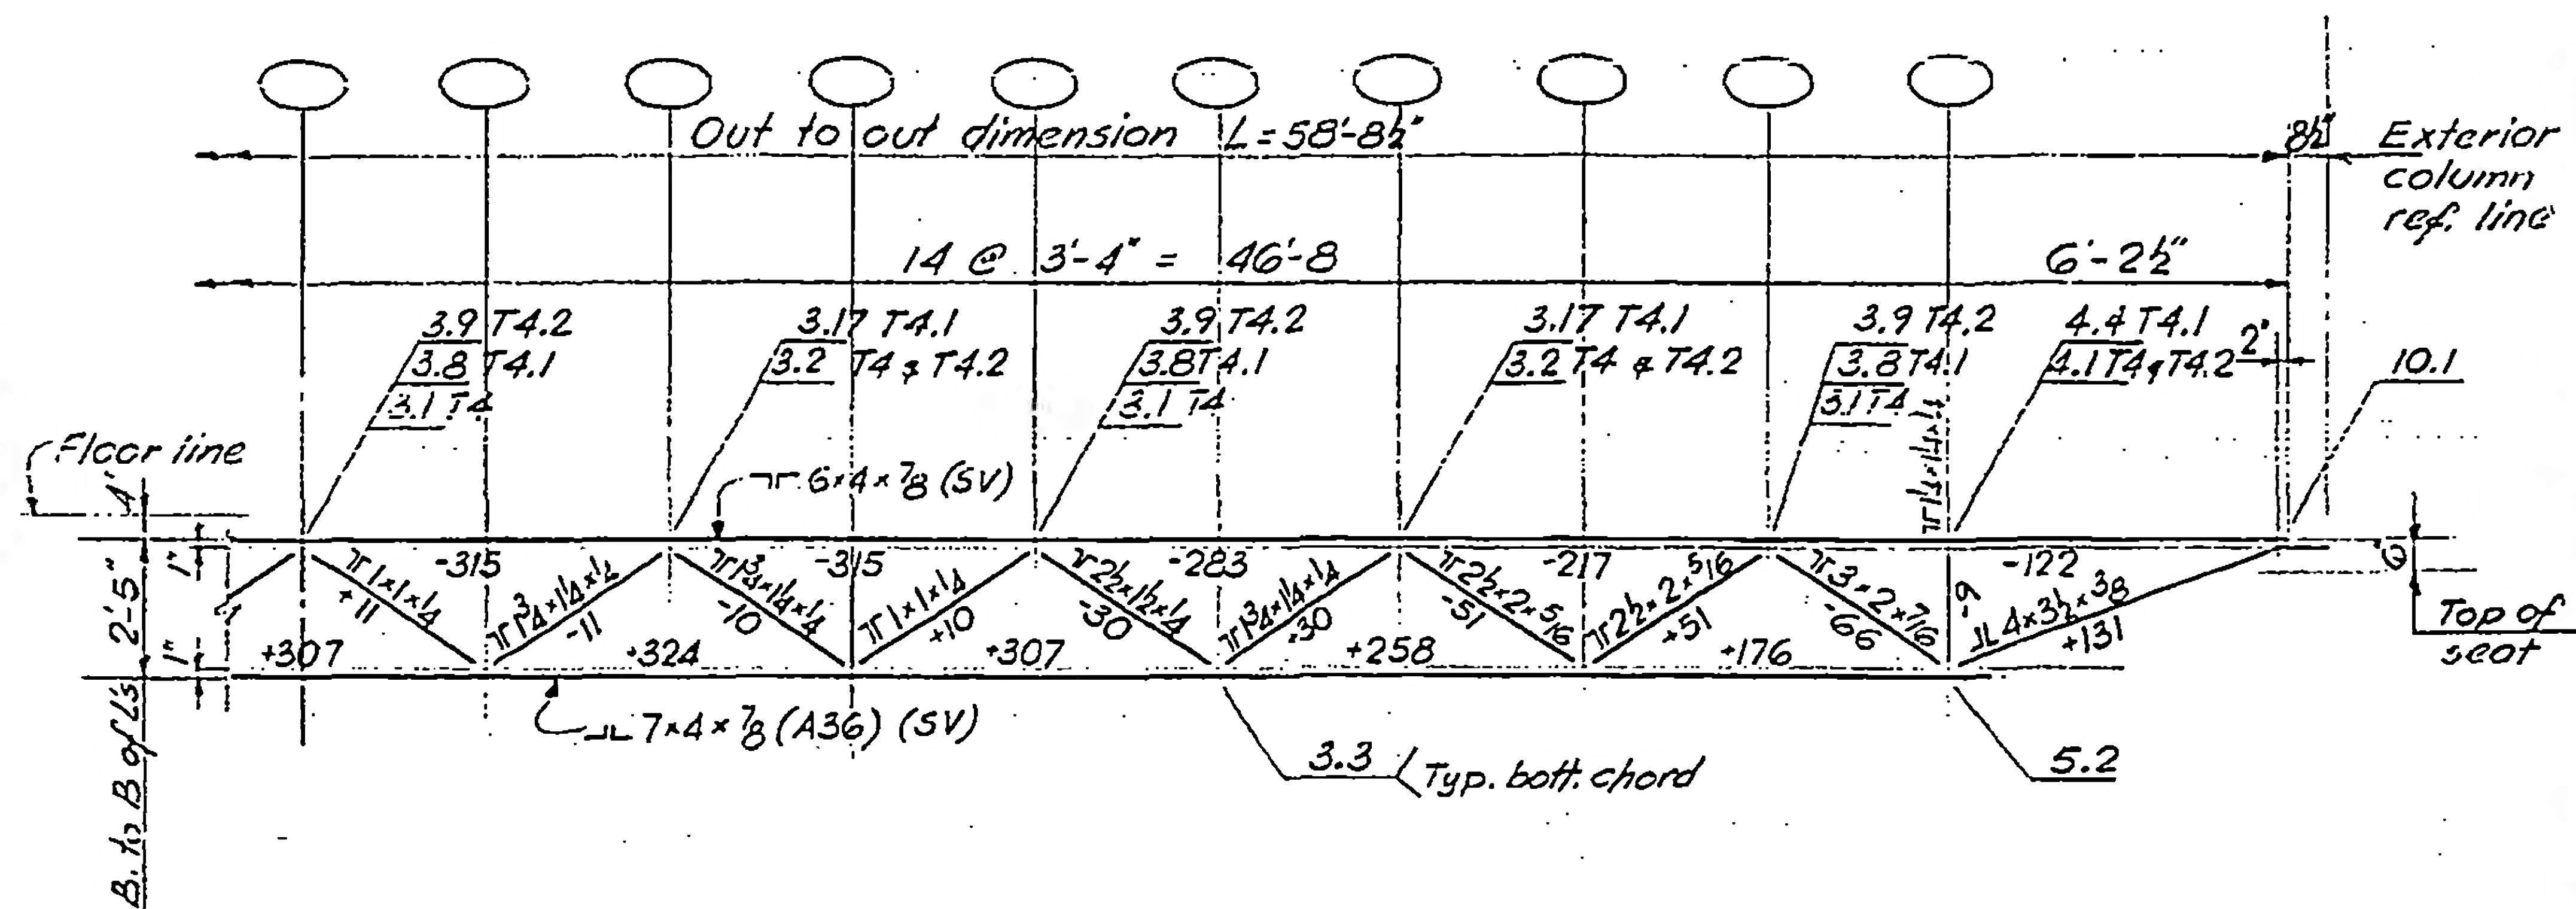 Out to out dimension L=58'-8½"
8½"
Exterior
column
ref. line
14 @ 3'-4" = 46'-8
6'-2½"
3.9 T4.2
3.8 T4.1
3.1 T4
3.17 T4.1
3.2 T4 & T4.2
3.9 T4.2
3.8 T4.1
3.1 T4
3.17 T4.1
3.2 T4 & T4.2
3.9 T4.2
3.8 T4.1
3.1 T4
4.4 T4.1
4.1 T4 & T4.2
2"
10.1
Floor line
4"
6×4×⅞ (SV)
1"
2'-5"
1"
B. to B of L's
-315
-315
-283
-217
-122
1×1×¼
+11
1¾×1¼×¼
-11
1¾×1¼×¼
-10
1×1×¼
+10
2½×1½×¼
-30
1¾×1¼×¼
+30
2½×2×5/16
-51
2½×2×5/16
+51
3×2×7/16
-66
-9
4×3½×3/8
+131
6"
Top of
seat
+307
+324
+307
+258
+176
7×4×⅞ (A36) (SV)
3.3
Typ. bott. chord
5.2